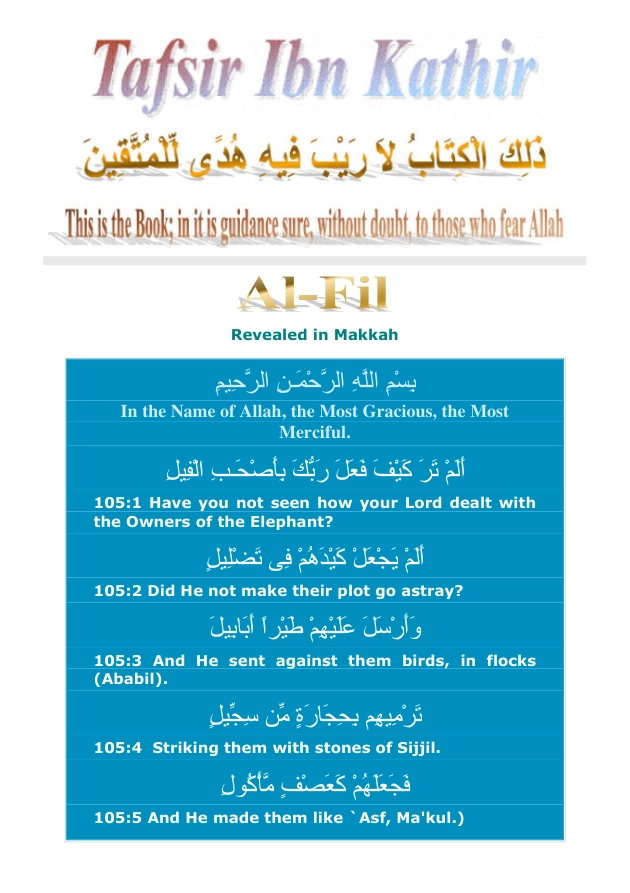 Tafsir Ibn Kathir
ذَلِكَ الْكِتَابُ لاَ رَيْبَ فِيهِ هُدًى لِّلْمُتَّقِينَ
This is the Book; in it is guidance sure, without doubt, to those who fear Allah
Al-Fil
Revealed in Makkah
بِسْمِ اللَّهِ الرَّحْمَـنِ الرَّحِيمِ
In the Name of Allah, the Most Gracious, the Most
Merciful.
أَلَمْ تَرَ كَيْفَ فَعَلَ رَبُّكَ بِأَصْحَـبِ الْفِيلِ
105:1 Have you not seen how your Lord dealt with
the Owners of the Elephant?
أَلَمْ يَجْعَلْ كَيْدَهُمْ فِى تَضْلِيلٍ
105:2 Did He not make their plot go astray?
وَأَرْسَلَ عَلَيْهِمْ طَيْراً أَبَابِيلَ
105:3 And He sent against them birds, in flocks
(Ababil).
تَرْمِيهِم بِحِجَارَةٍ مِّن سِجِّيلٍ
105:4 Striking them with stones of Sijjil.
فَجَعَلَهُمْ كَعَصْفٍ مَّأْكُولِ
105:5 And He made them like `Asf, Ma'kul.)